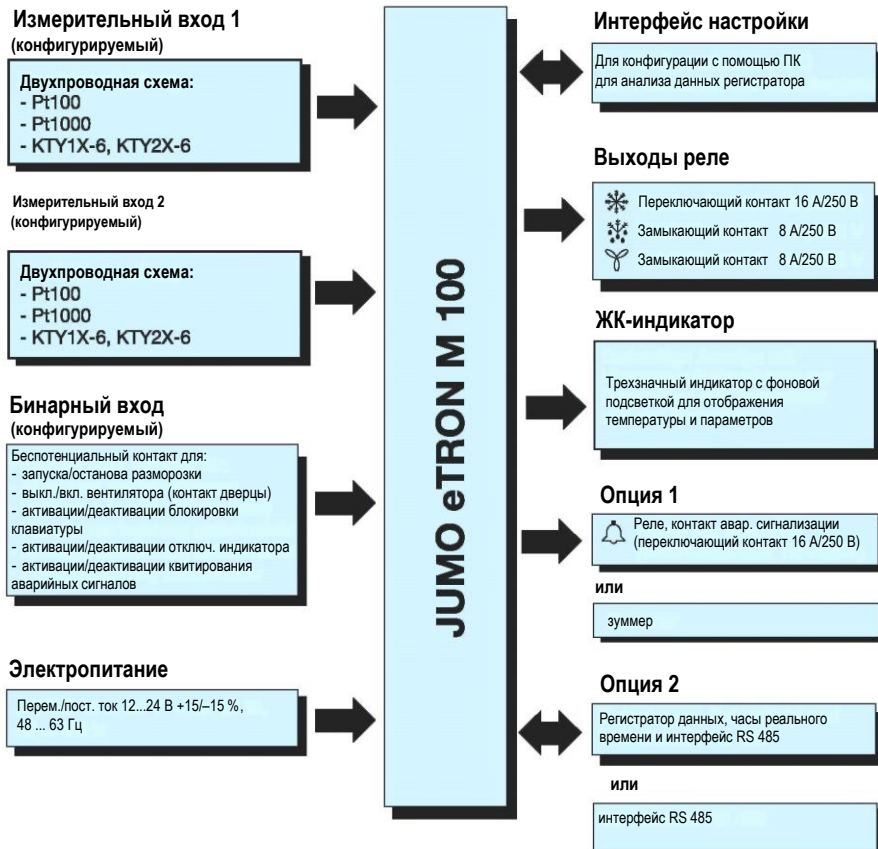 Измерительный вход 1
(конфигурируемый)
Двухпроводная схема:
- Pt100
- Pt1000
- KTY1X-6, KTY2X-6
Измерительный вход 2
(конфигурируемый)
Двухпроводная схема:
- Pt100
- Pt1000
- KTY1X-6, KTY2X-6
Бинарный вход
(конфигурируемый)
Беспотенциальный контакт для:
- запуска/останова разморозки
- выкл./вкл. вентилятора (контакт дверцы)
- активации/деактивации блокировки
клавиатуры
- активации/деактивации отключ. индикатора
- активации/деактивации квитирования
аварийных сигналов
Электропитание
Перем./пост. ток 12...24 В +15/–15 %,
48 ... 63 Гц
JUMO eTRON M 100
Интерфейс настройки
Для конфигурации с помощью ПК
для анализа данных регистратора
Выходы реле
Переключающий контакт 16 А/250 В
Замыкающий контакт 8 А/250 В
Замыкающий контакт 8 А/250 В
ЖК-индикатор
Трехзначный индикатор с фоновой
подсветкой для отображения
температуры и параметров
Опция 1
Реле, контакт авар. сигнализации
(переключающий контакт 16 А/250 В)
или
зуммер
Опция 2
Регистратор данных, часы реального
времени и интерфейс RS 485
или
интерфейс RS 485